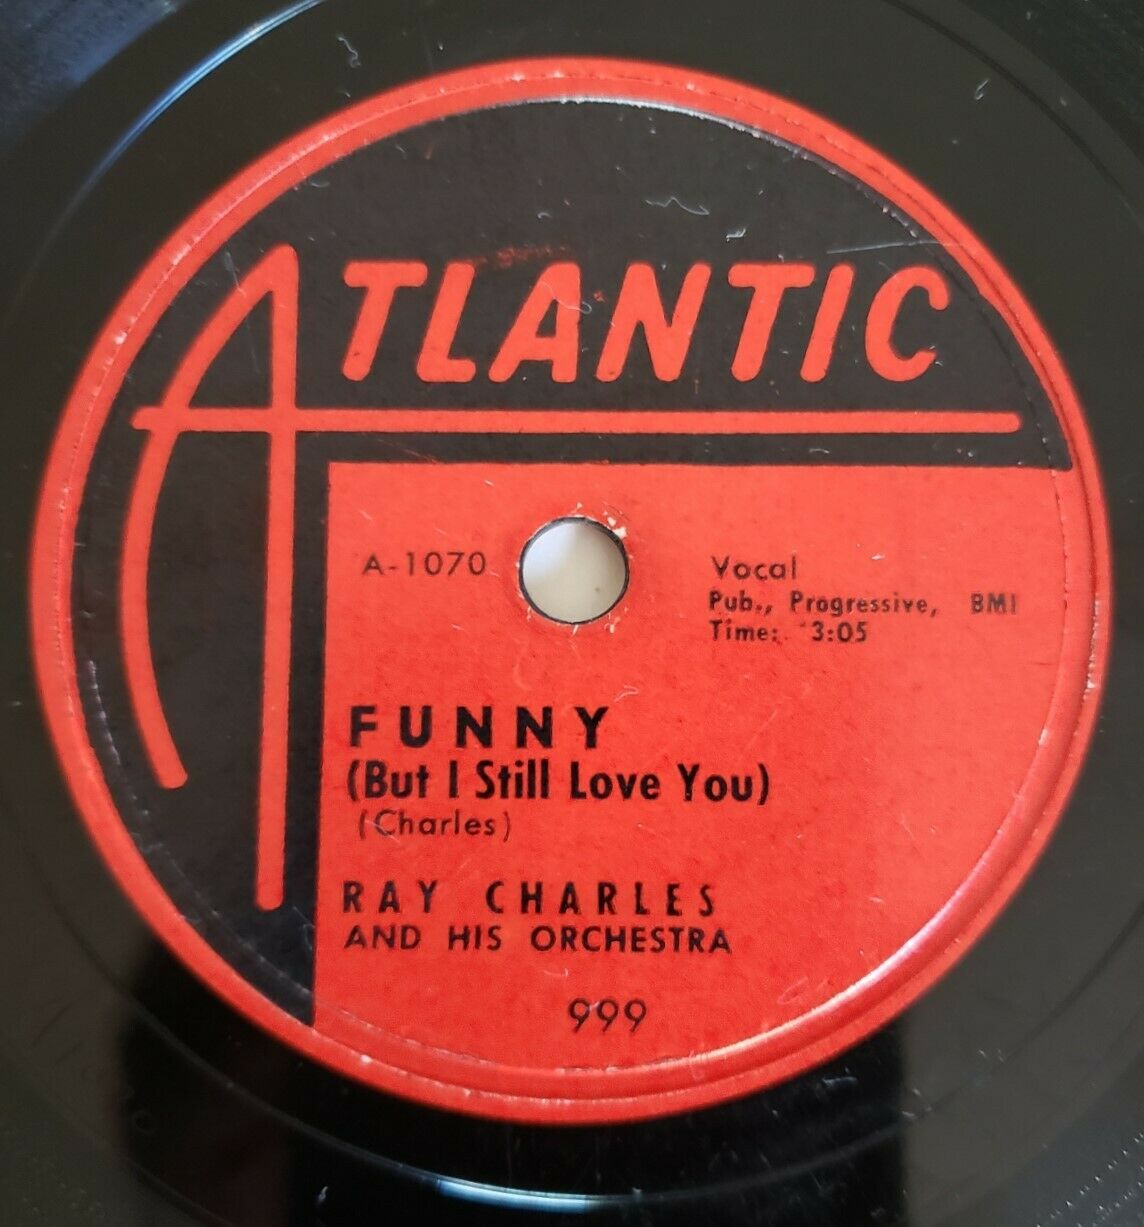 ATLANTIC
A-1070
Vocal
Pub., Progressive, BMI
Time: 3:05
FUNNY
(But I Still Love You)
(Charles)
RAY CHARLES
AND HIS ORCHESTRA
999